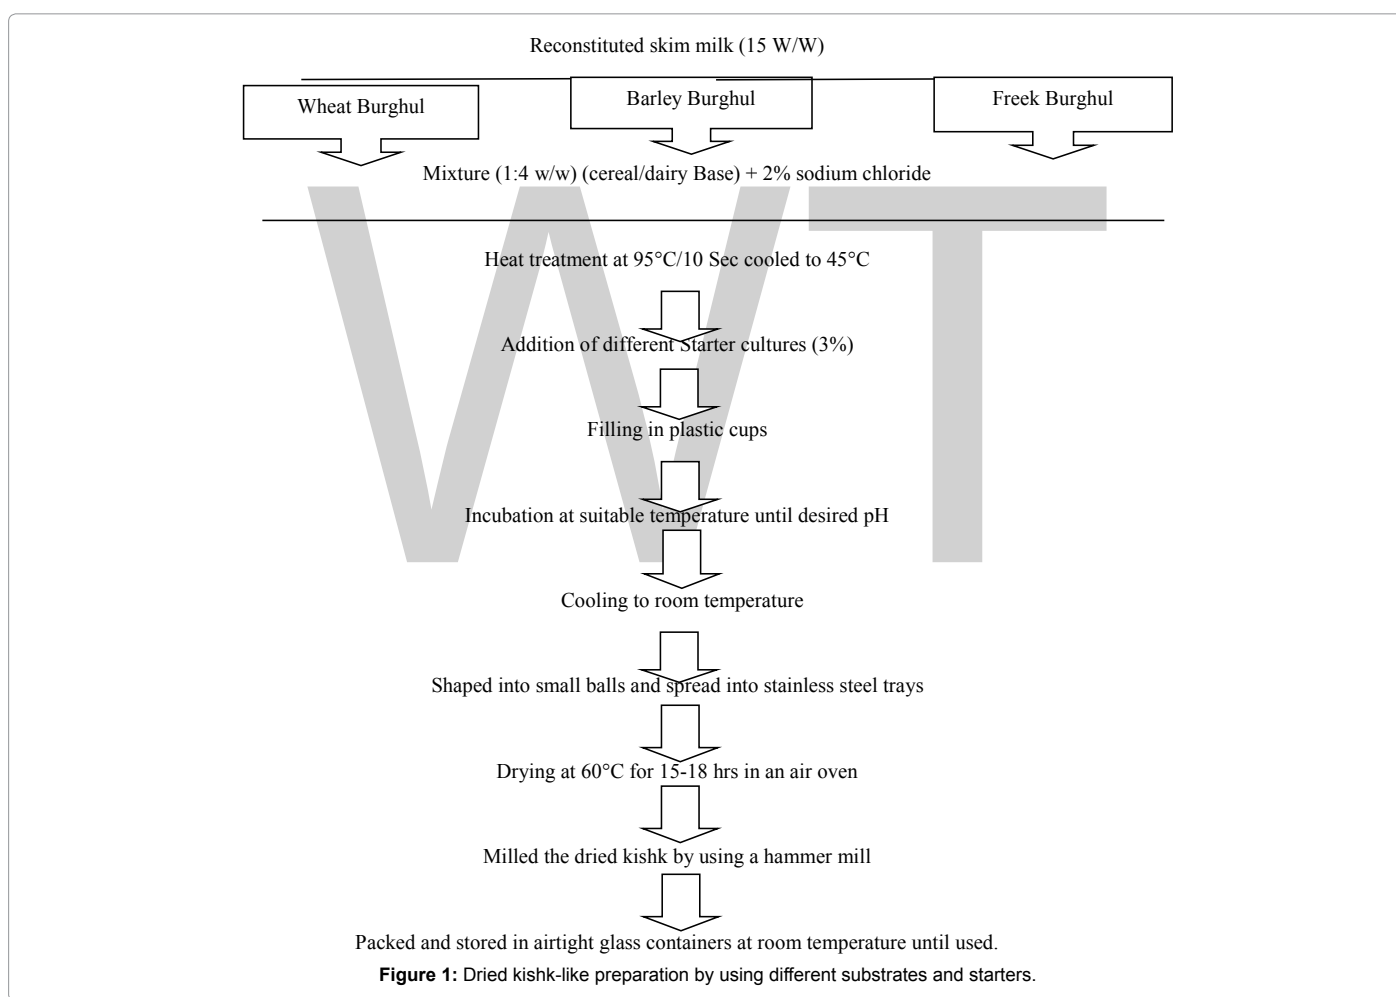 Reconstituted skim milk (15 W/W)
Wheat Burghul
Barley Burghul
Freek Burghul
Mixture (1:4 w/w) (cereal/dairy Base) + 2% sodium chloride
Heat treatment at 95°C/10 Sec cooled to 45°C
Addition of different Starter cultures (3%)
Filling in plastic cups
Incubation at suitable temperature until desired pH
Cooling to room temperature
Shaped into small balls and spread into stainless steel trays
Drying at 60°C for 15-18 hrs in an air oven
Milled the dried kishk by using a hammer mill
Packed and stored in airtight glass containers at room temperature until used.
Figure 1: Dried kishk-like preparation by using different substrates and starters.
WT